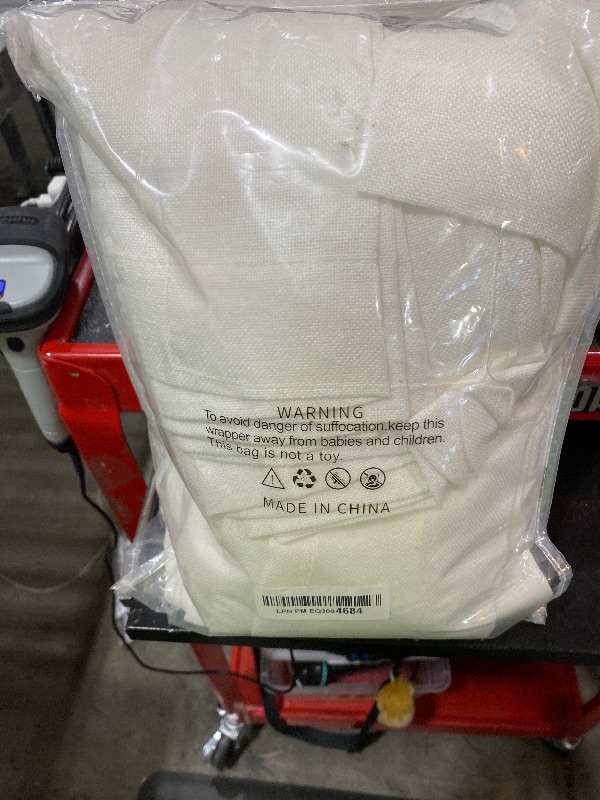 WARNING
To avoid danger of suffocation.keep this
wrapper away from babies and children.
This bag is not a toy.
MADE IN CHINA
LPN PM EG3084684